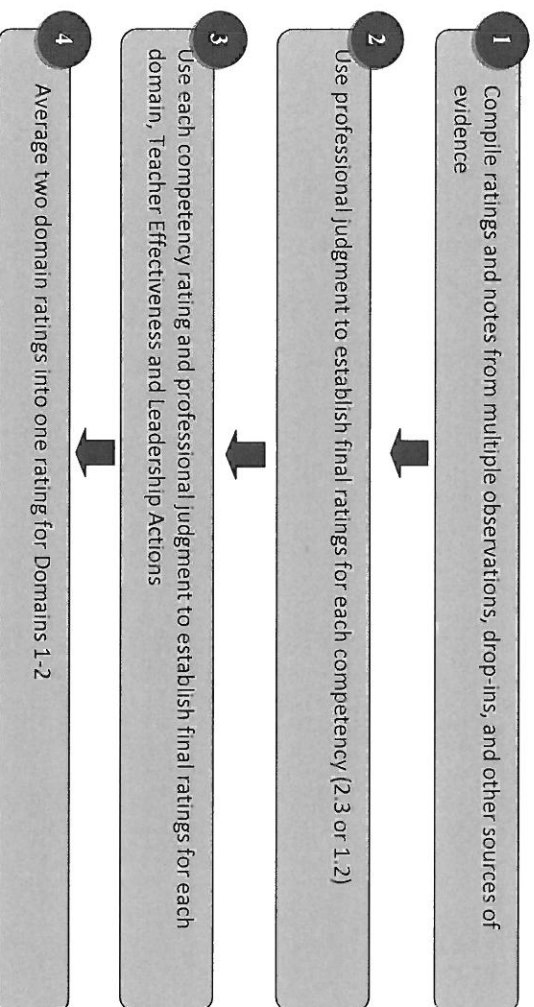 1
Compile ratings and notes from multiple observations, drop-ins, and other sources of
evidence
2
Use professional judgment to establish final ratings for each competency (2.3 or 1.2)
3
Use each competency rating and professional judgment to establish final ratings for each
domain, Teacher Effectiveness and Leadership Actions
4
Average two domain ratings into one rating for Domains 1-2